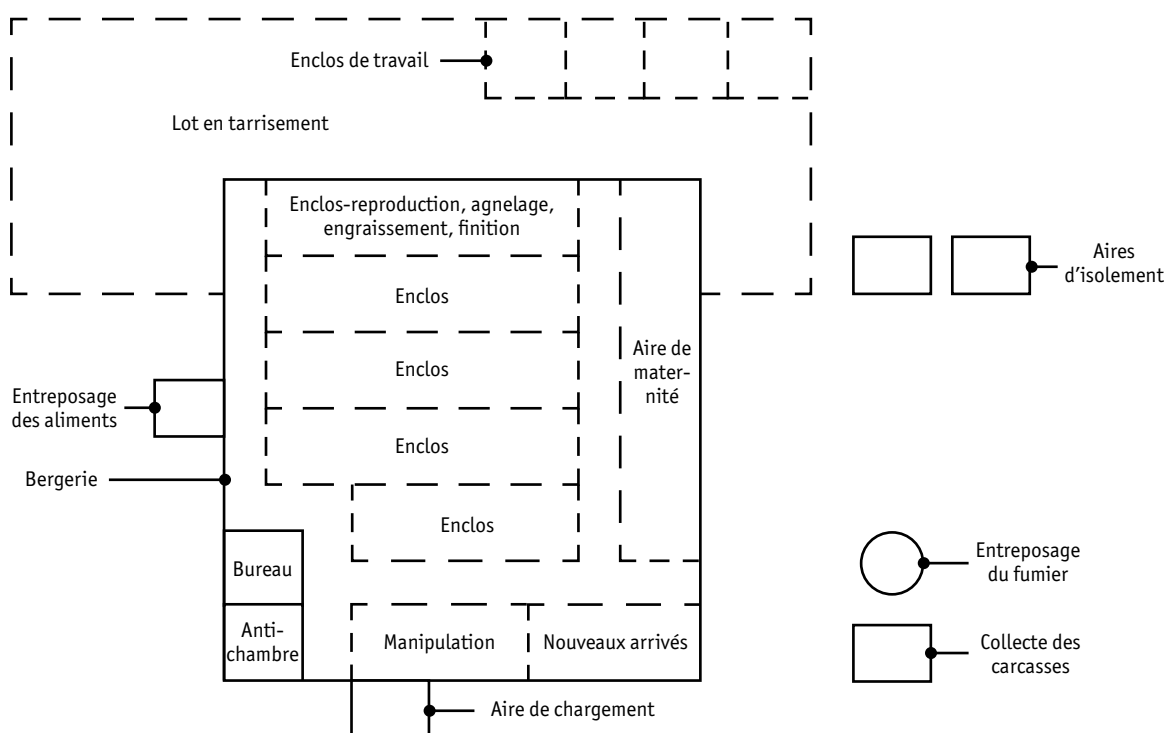 Enclos de travail
Lot en tarrisement
Enclos-reproduction, agnelage,
engraissement, finition
Aires
d'isolement
Enclos
Aire de
mater-
nité
Enclos
Entreposage
des aliments
Enclos
Bergerie
Enclos
Bureau
Entreposage
du fumier
Anti-
chambre
Manipulation
Nouveaux arrivés
Collecte des
carcasses
Aire de chargement